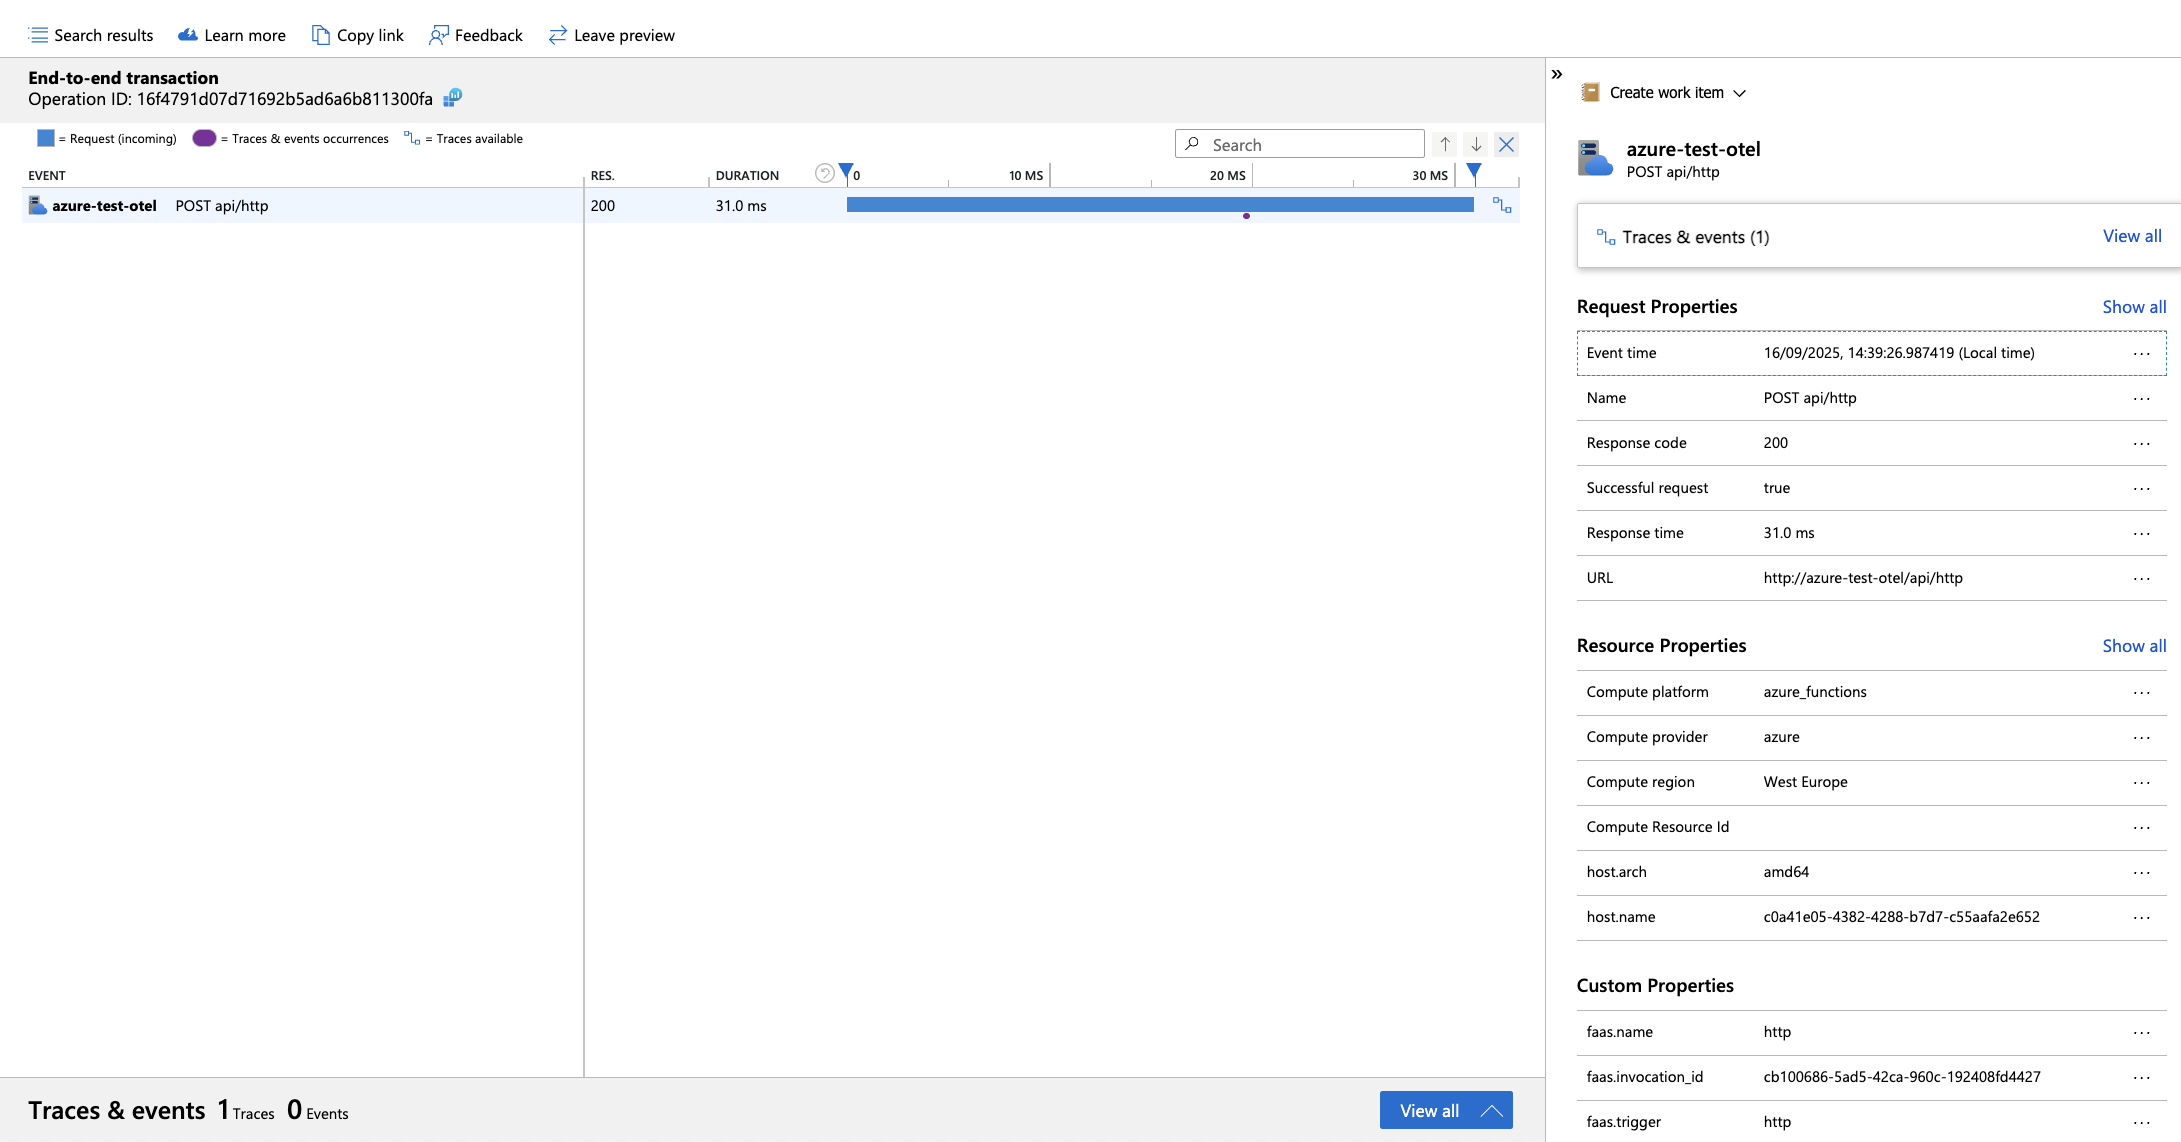 Search results Learn more Copy link Feedback Leave preview
End-to-end transaction
Operation ID: 16f4791d07d71692b5ad6a6b811300fa
= Request (incoming) = Traces & events occurrences = Traces available
Search
EVENT RES. DURATION 0 10 MS 20 MS 30 MS
azure-test-otel POST api/http 200 31.0 ms
Traces & events 1 Traces 0 Events
View all
Create work item
azure-test-otel
POST api/http
Traces & events (1) View all
Request Properties Show all
Event time 16/09/2025, 14:39:26.987419 (Local time) ...
Name POST api/http ...
Response code 200 ...
Successful request true ...
Response time 31.0 ms ...
URL http://azure-test-otel/api/http ...
Resource Properties Show all
Compute platform azure_functions ...
Compute provider azure ...
Compute region West Europe ...
Compute Resource Id ...
host.arch amd64 ...
host.name c0a41e05-4382-4288-b7d7-c55aafa2e652 ...
Custom Properties
faas.name http ...
faas.invocation_id cb100686-5ad5-42ca-960c-192408fd4427 ...
faas.trigger http ...